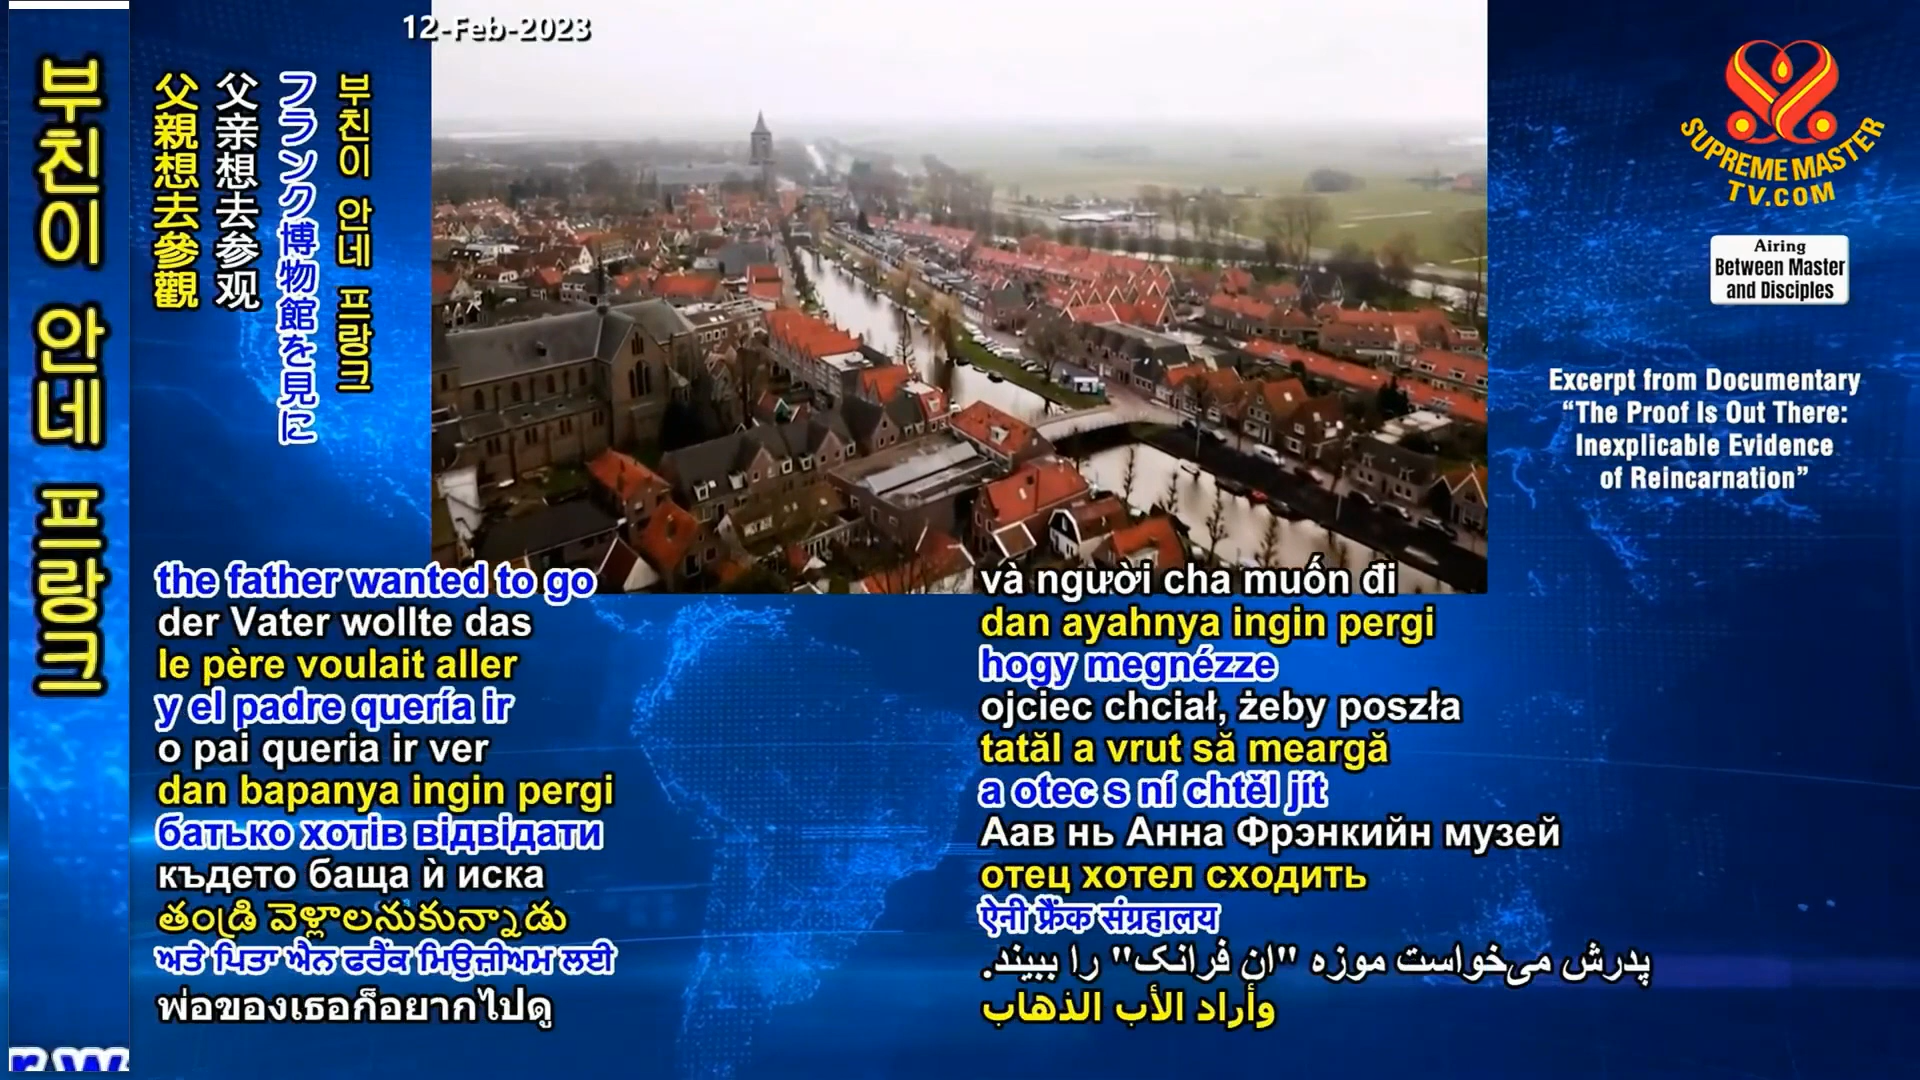 12-Feb-2023
부친이 안네 프랑크
父親想去參觀
父亲想去参观
フランク博物館を見に
부친이 안네 프랑크
SUPREME MASTER
TV.COM
Airing
Between Master
and Disciples
Excerpt from Documentary
“The Proof Is Out There:
Inexplicable Evidence
of Reincarnation”
the father wanted to go
der Vater wollte das
le père voulait aller
y el padre quería ir
o pai queria ir ver
dan bapanya ingin pergi
батько хотів відвідати
където баща ѝ иска
తండ్రి వెళ్లాలనుకున్నాడు
ਅਤੇ ਪਿਤਾ ਐਨ ਫਰੈਂਕ ਮਿਊਜ਼ੀਅਮ ਲਈ
พ่อของเธอก็อยากไปดู
và người cha muốn đi
dan ayahnya ingin pergi
hogy megnézze
ojciec chciał, żeby poszła
tatăl a vrut să meargă
a otec s ní chtěl jít
Аав нь Анна Фрэнкийн музей
отец хотел сходить
ऐनी फ्रैंक संग्रहालय
پدرش می‌خواست موزه "ان فرانک" را ببیند.
وأراد الأب الذهاب